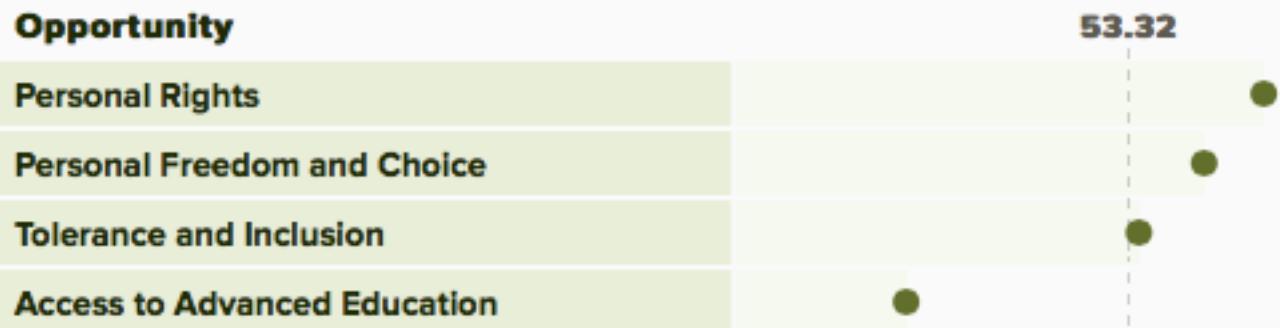 Opportunity 53.32
Personal Rights
Personal Freedom and Choice
Tolerance and Inclusion
Access to Advanced Education